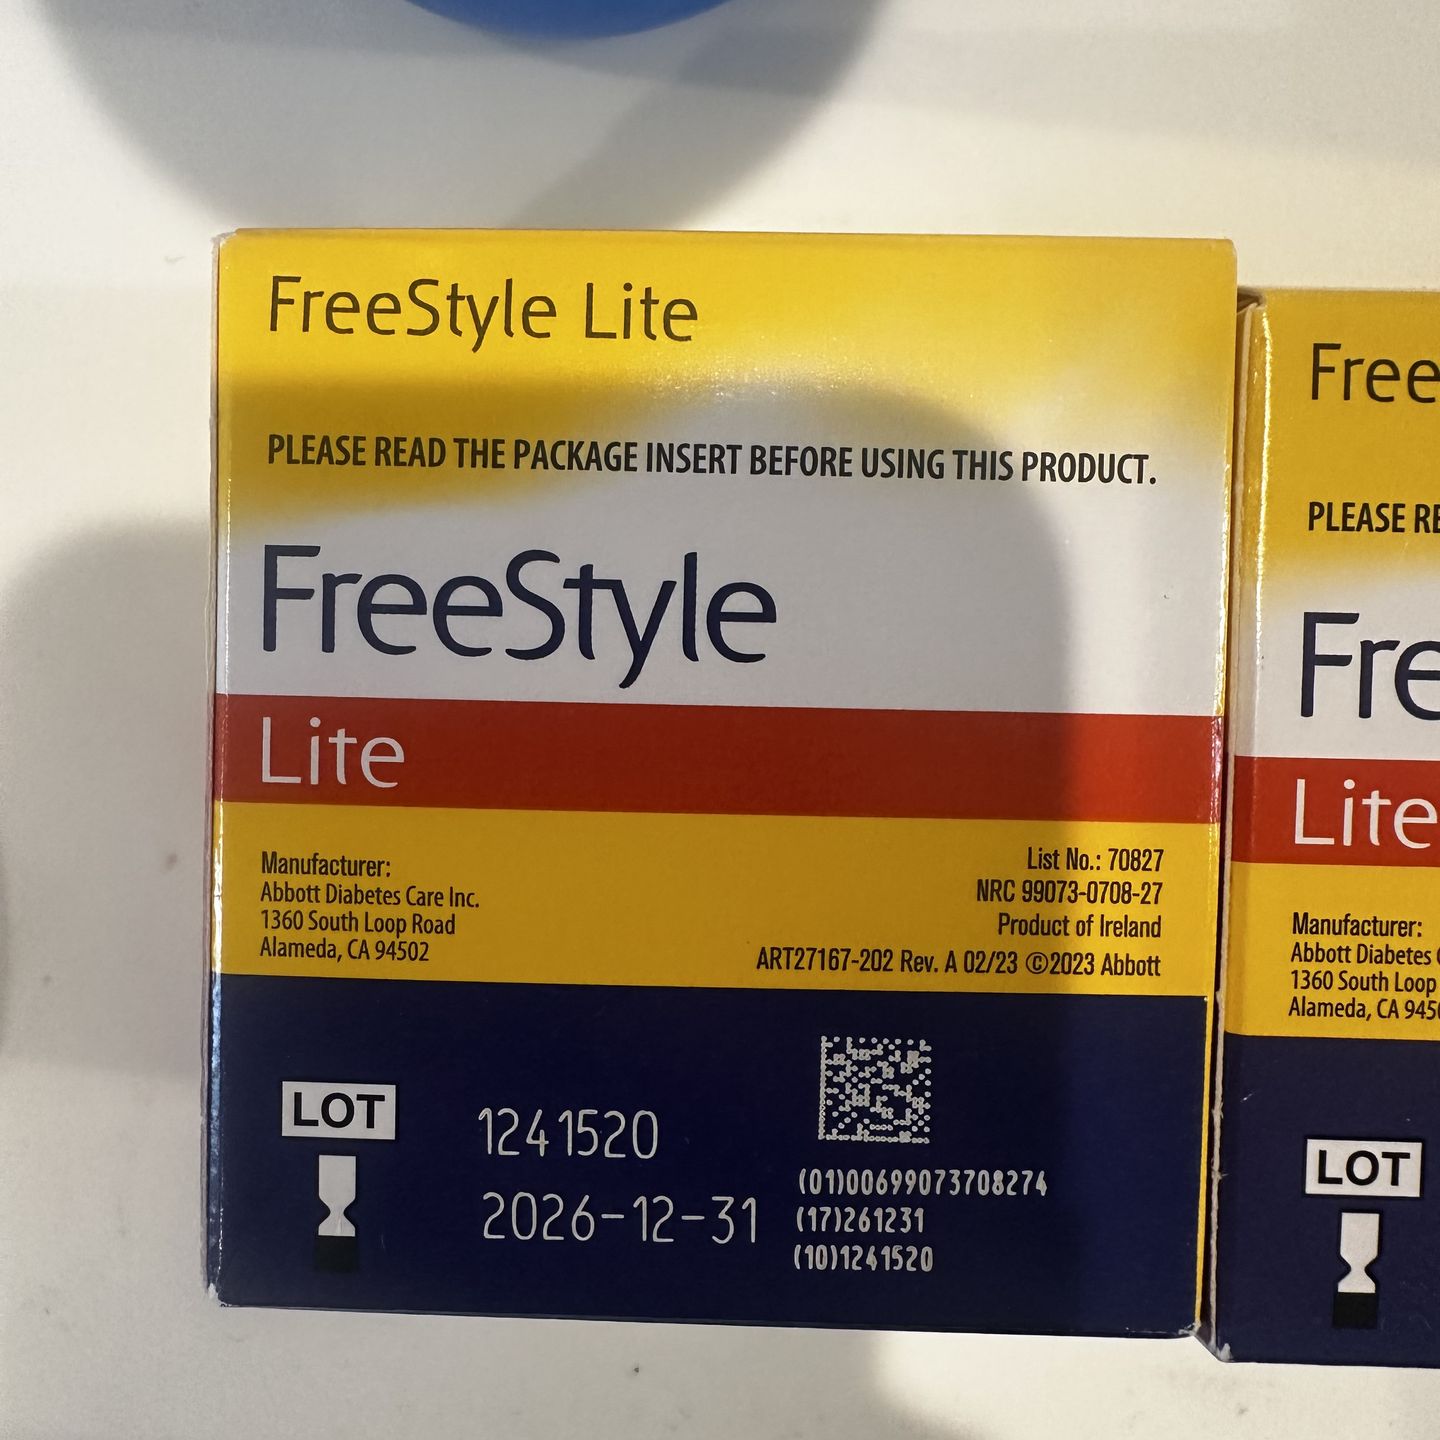 FreeStyle Lite
PLEASE READ THE PACKAGE INSERT BEFORE USING THIS PRODUCT.
FreeStyle
Lite
Manufacturer:
Abbott Diabetes Care Inc.
1360 South Loop Road
Alameda, CA 94502
List No.: 70827
NRC 99073-0708-27
Product of Ireland
ART27167-202 Rev. A 02/23 ©2023 Abbott
LOT
1241520
2026-12-31
(01)00699073708274
(17)261231
(10)1241520
Free
PLEASE RE
Fre
Lite
Manufacturer:
Abbott Diabetes
1360 South Loop
Alameda, CA 945
LOT